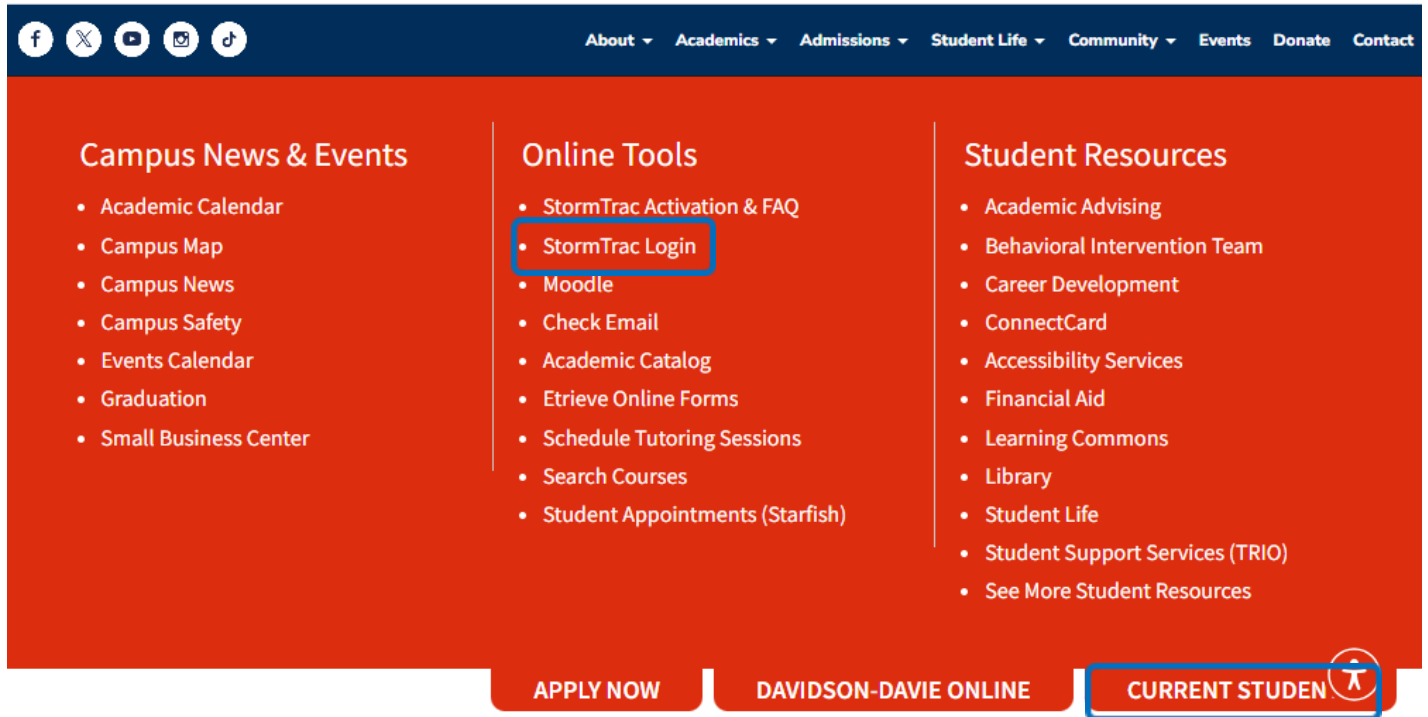 About Academics Admissions Student Life Community Events Donate Contact
Campus News & Events
• Academic Calendar
• Campus Map
• Campus News
• Campus Safety
• Events Calendar
• Graduation
• Small Business Center
Online Tools
• StormTrac Activation & FAQ
• StormTrac Login
• Moodle
• Check Email
• Academic Catalog
• Etrieve Online Forms
• Schedule Tutoring Sessions
• Search Courses
• Student Appointments (Starfish)
Student Resources
• Academic Advising
• Behavioral Intervention Team
• Career Development
• ConnectCard
• Accessibility Services
• Financial Aid
• Learning Commons
• Library
• Student Life
• Student Support Services (TRIO)
• See More Student Resources
APPLY NOW DAVIDSON-DAVIE ONLINE CURRENT STUDEN